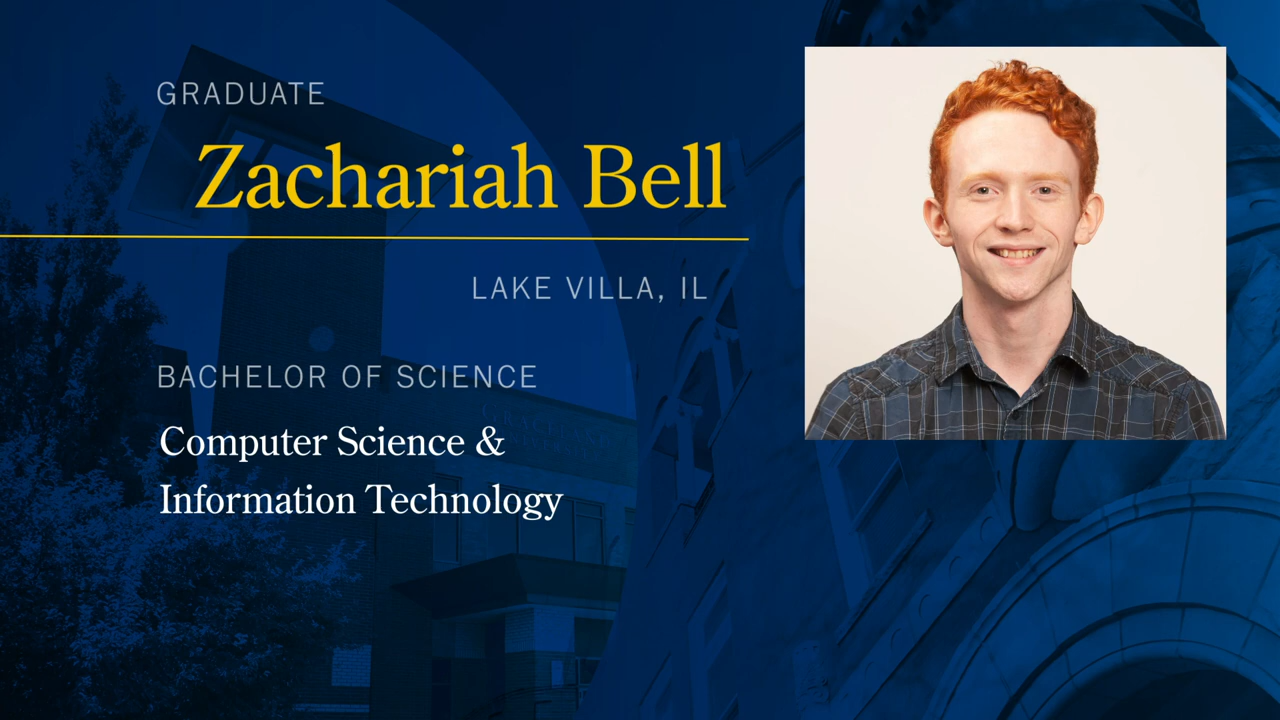 GRADUATE
Zachariah Bell
LAKE VILLA, IL
BACHELOR OF SCIENCE
Computer Science &
Information Technology